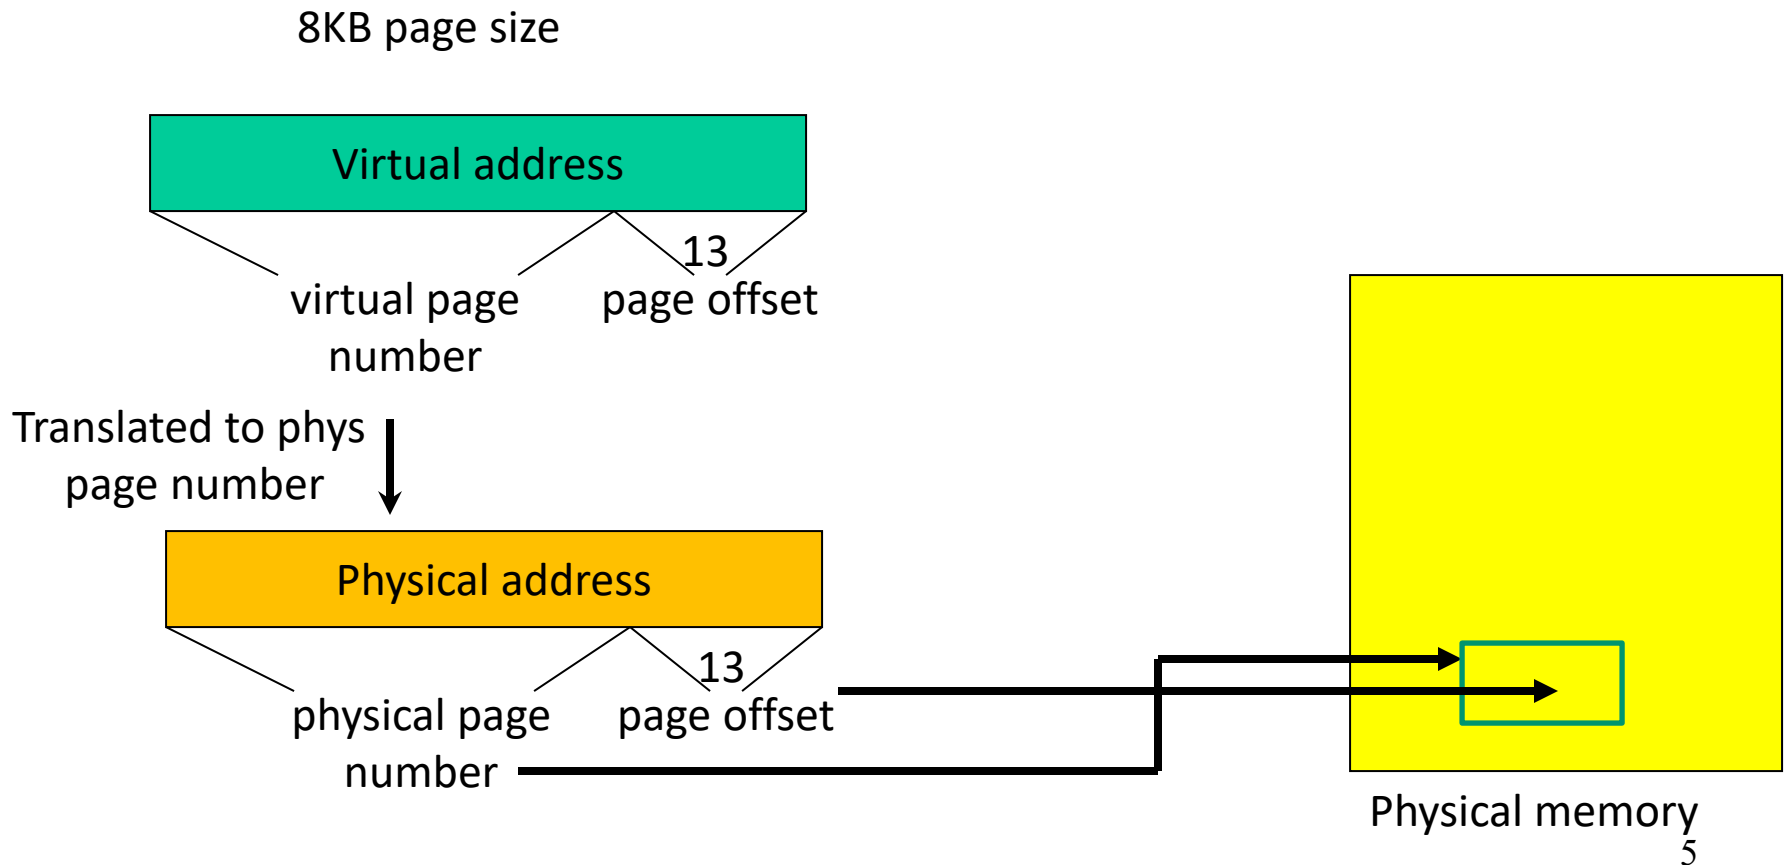 8KB page size
Virtual address
13
virtual page
number
page offset
Translated to phys
page number
Physical address
13
physical page
number
page offset
Physical memory
5